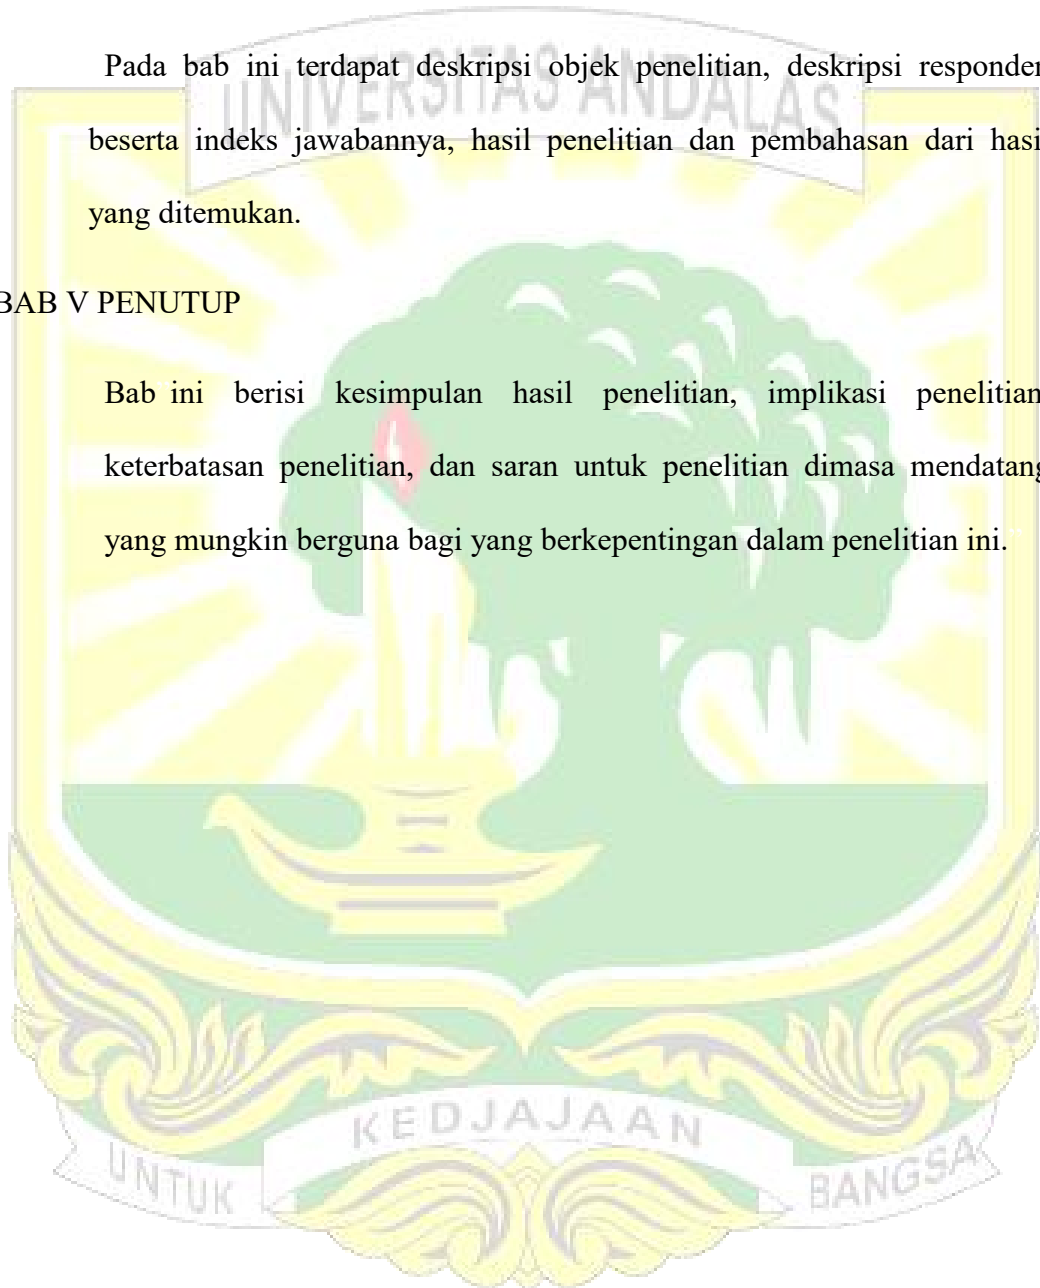 UNIVERSITAS ANDALAS
Pada bab ini terdapat deskripsi objek penelitian, deskripsi responden
beserta indeks jawabannya, hasil penelitian dan pembahasan dari hasi
yang ditemukan.
BAB V PENUTUP
Bab ini berisi kesimpulan hasil penelitian, implikasi penelitian
keterbatasan penelitian, dan saran untuk penelitian dimasa mendatang
yang mungkin berguna bagi yang berkepentingan dalam penelitian ini.
UNTUK KEDJAJAAN BANGSA